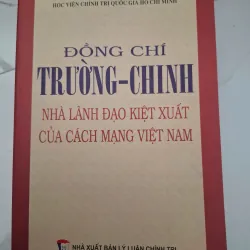 HỌC VIỆN CHÍNH TRỊ QUỐC GIA HỒ CHÍ MINH
ĐỒNG CHÍ
TRƯỜNG-CHINH
NHÀ LÃNH ĐẠO KIỆT XUẤT
CỦA CÁCH MẠNG VIỆT NAM
NHÀ XUẤT BẢN LÝ LUẬN CHÍNH TRỊ